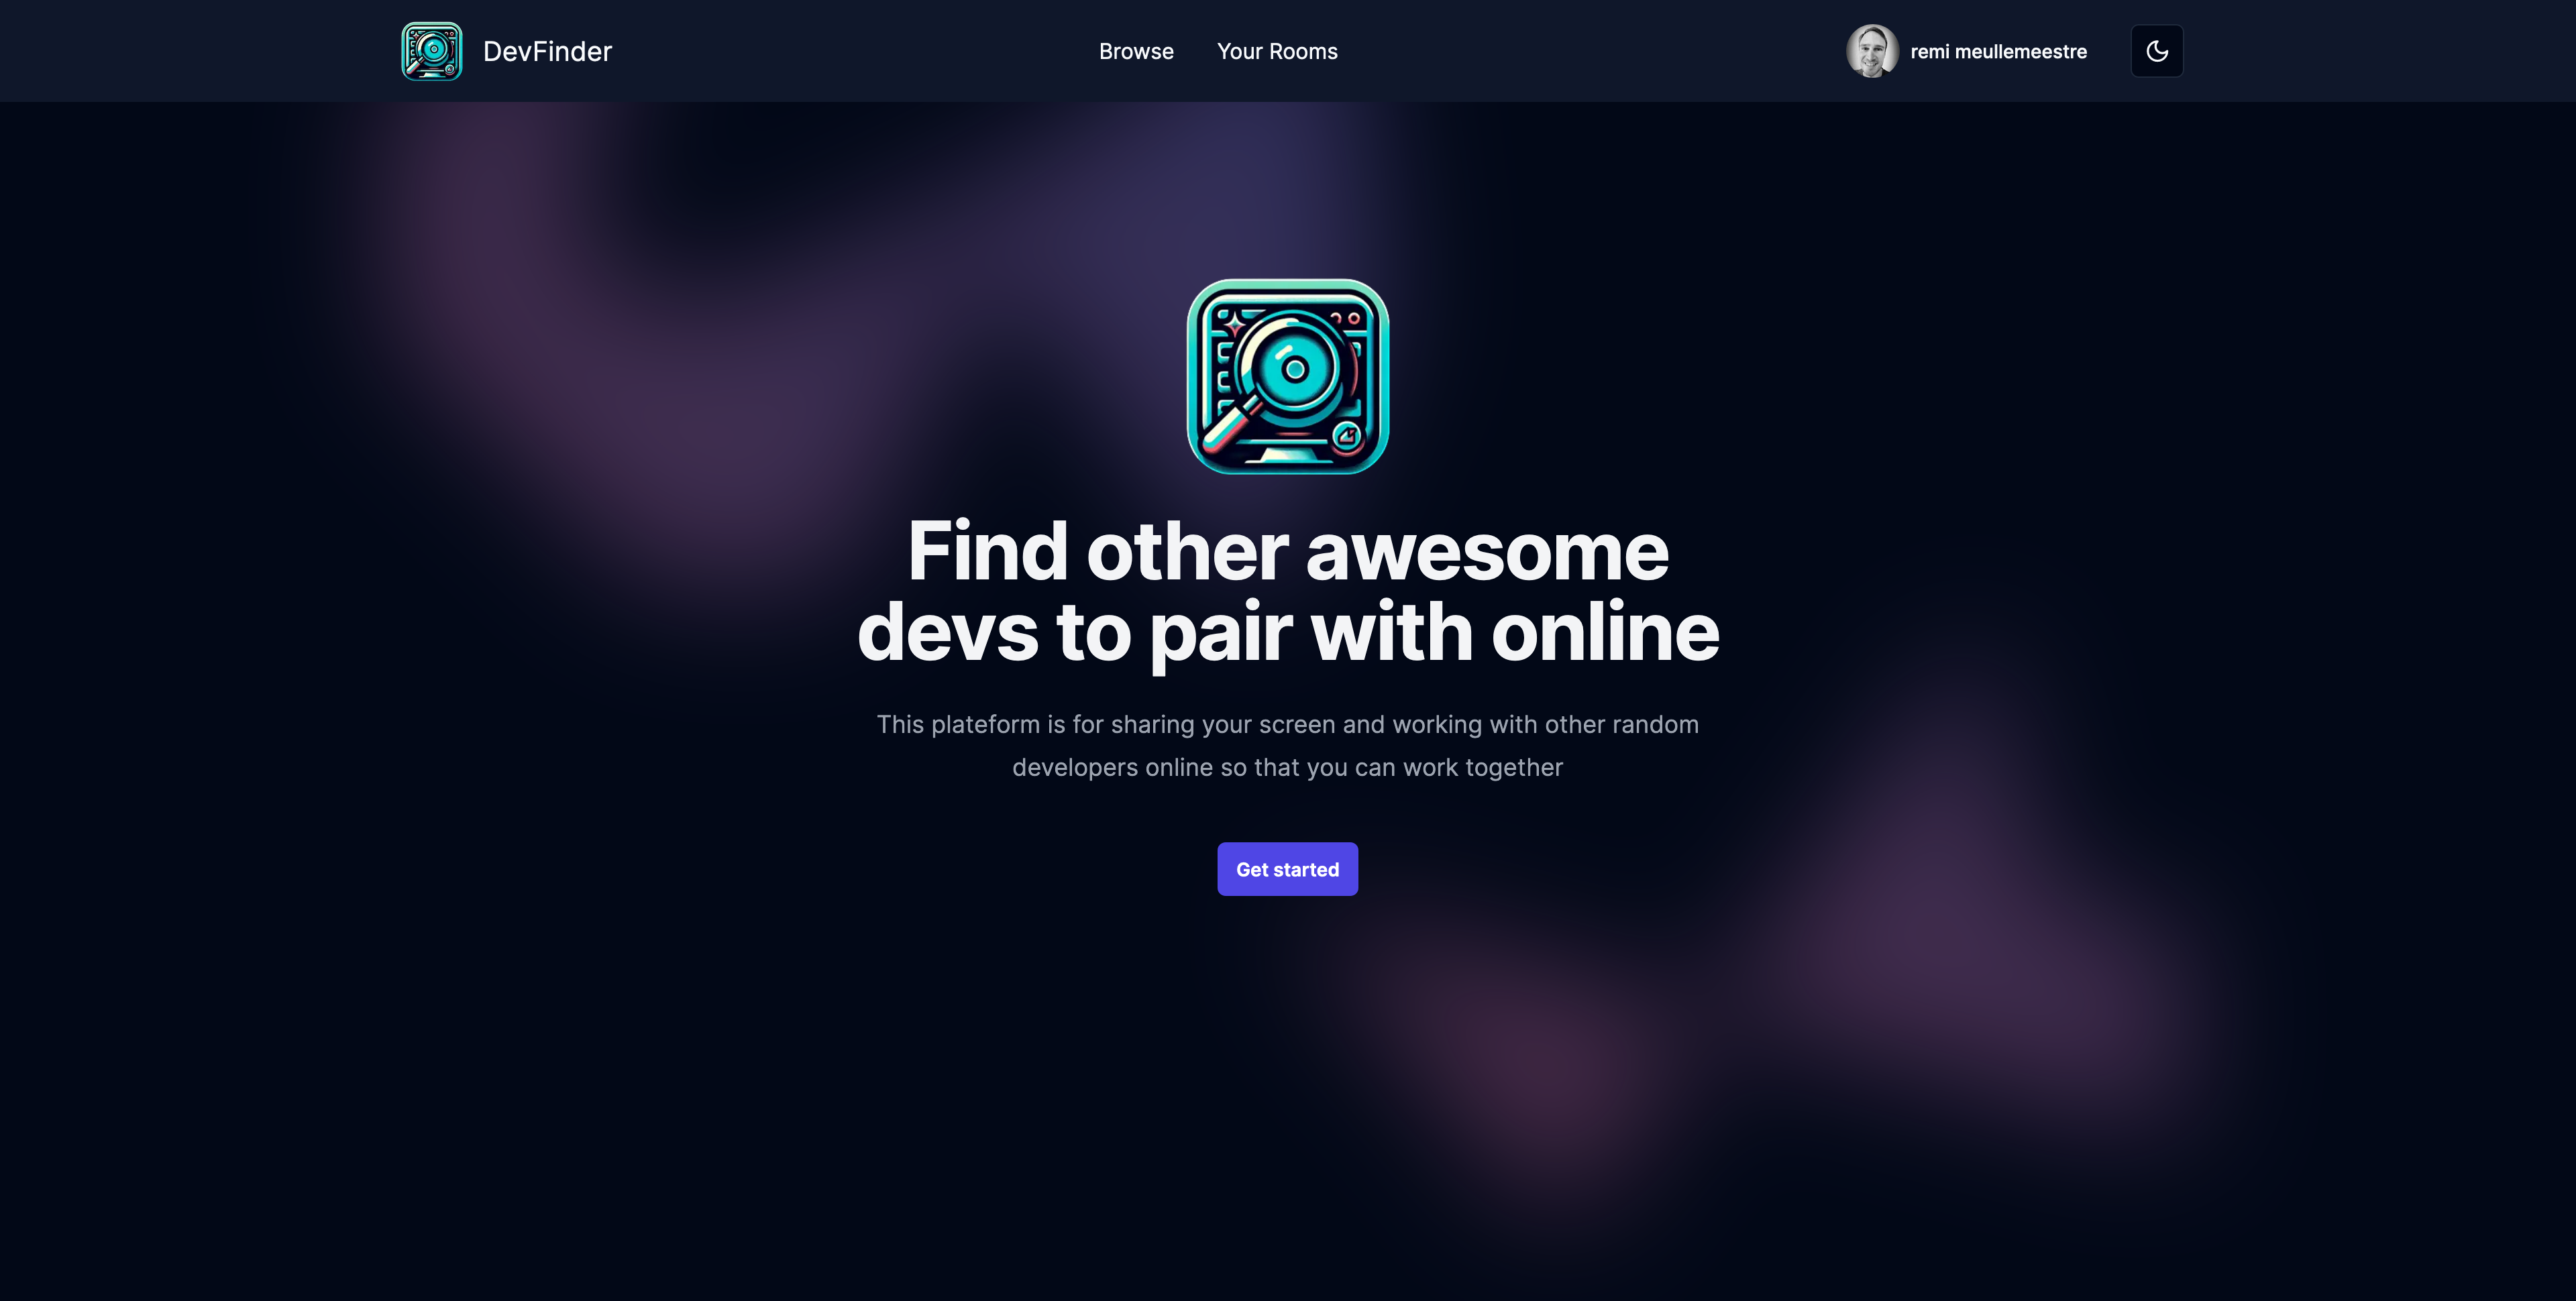 DevFinder
Browse
Your Rooms
remi meullemeestre
Find other awesome
devs to pair with online
This plateform is for sharing your screen and working with other random
developers online so that you can work together
Get started